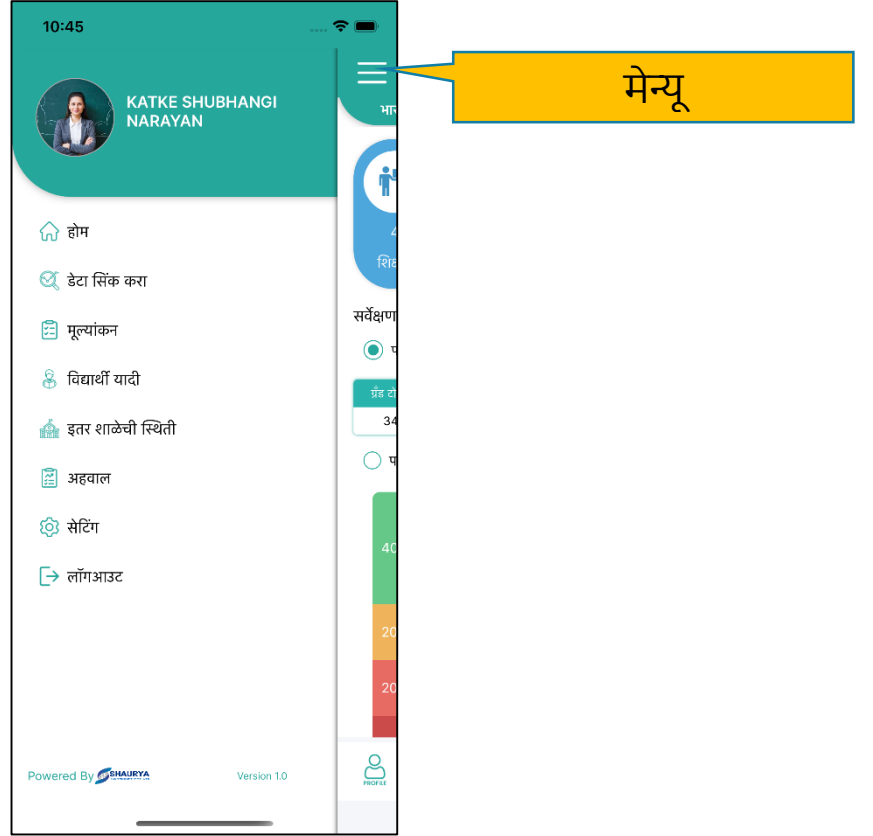 10:45
KATKE SHUBHANGI
NARAYAN
मेन्यू
होम
डेटा सिंक करा
मूल्यांकन
विद्यार्थी यादी
इतर शाळेची स्थिती
अहवाल
सेटिंग
लॉगआउट
Powered By SHAURYA
Version 1.0
सर्वेक्षण
ग्रँड टो
34
40
20
20
PROFILE